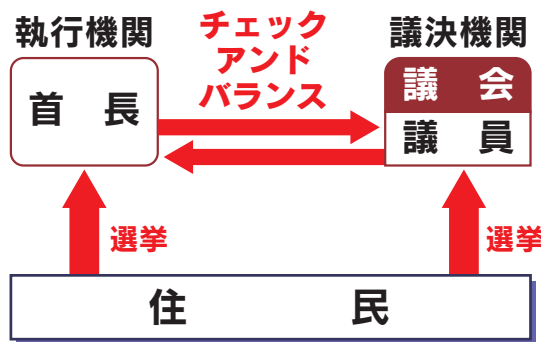 執行機関
チェック
アンド
バランス
議決機関
首 長
議 会
議 員
選挙
選挙
住 民